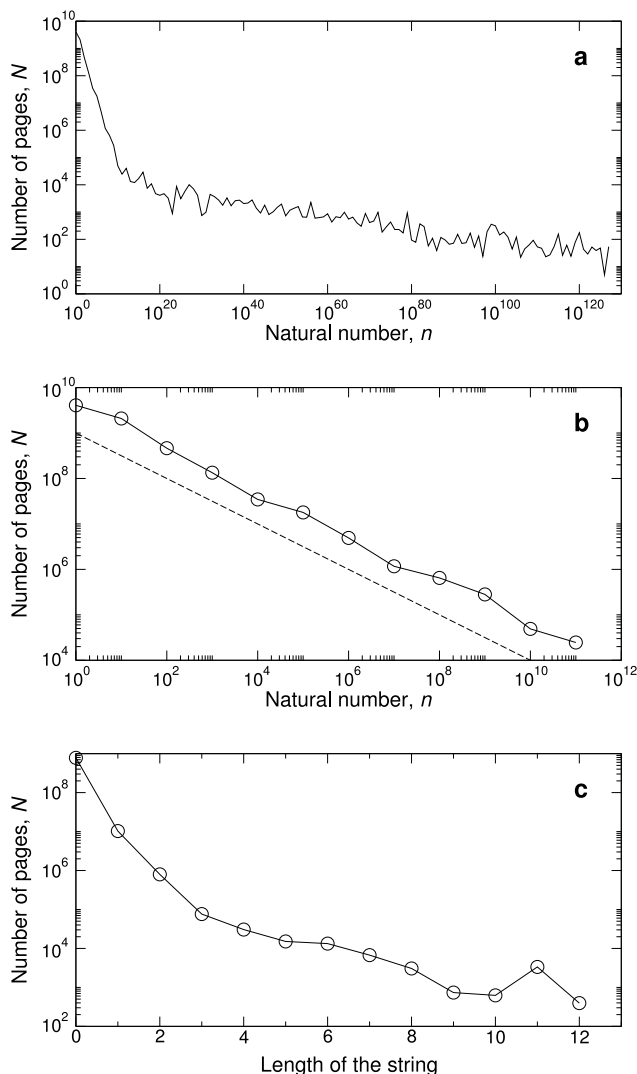 10^10
10^8
10^6
10^4
10^2
10^0
Number of pages, N
a
10^0 10^20 10^40 10^60 10^80 10^100 10^120
Natural number, n
10^10
10^8
10^6
10^4
Number of pages, N
b
10^0 10^2 10^4 10^6 10^8 10^10 10^12
Natural number, n
10^8
10^6
10^4
10^2
Number of pages, N
c
0 2 4 6 8 10 12
Length of the string